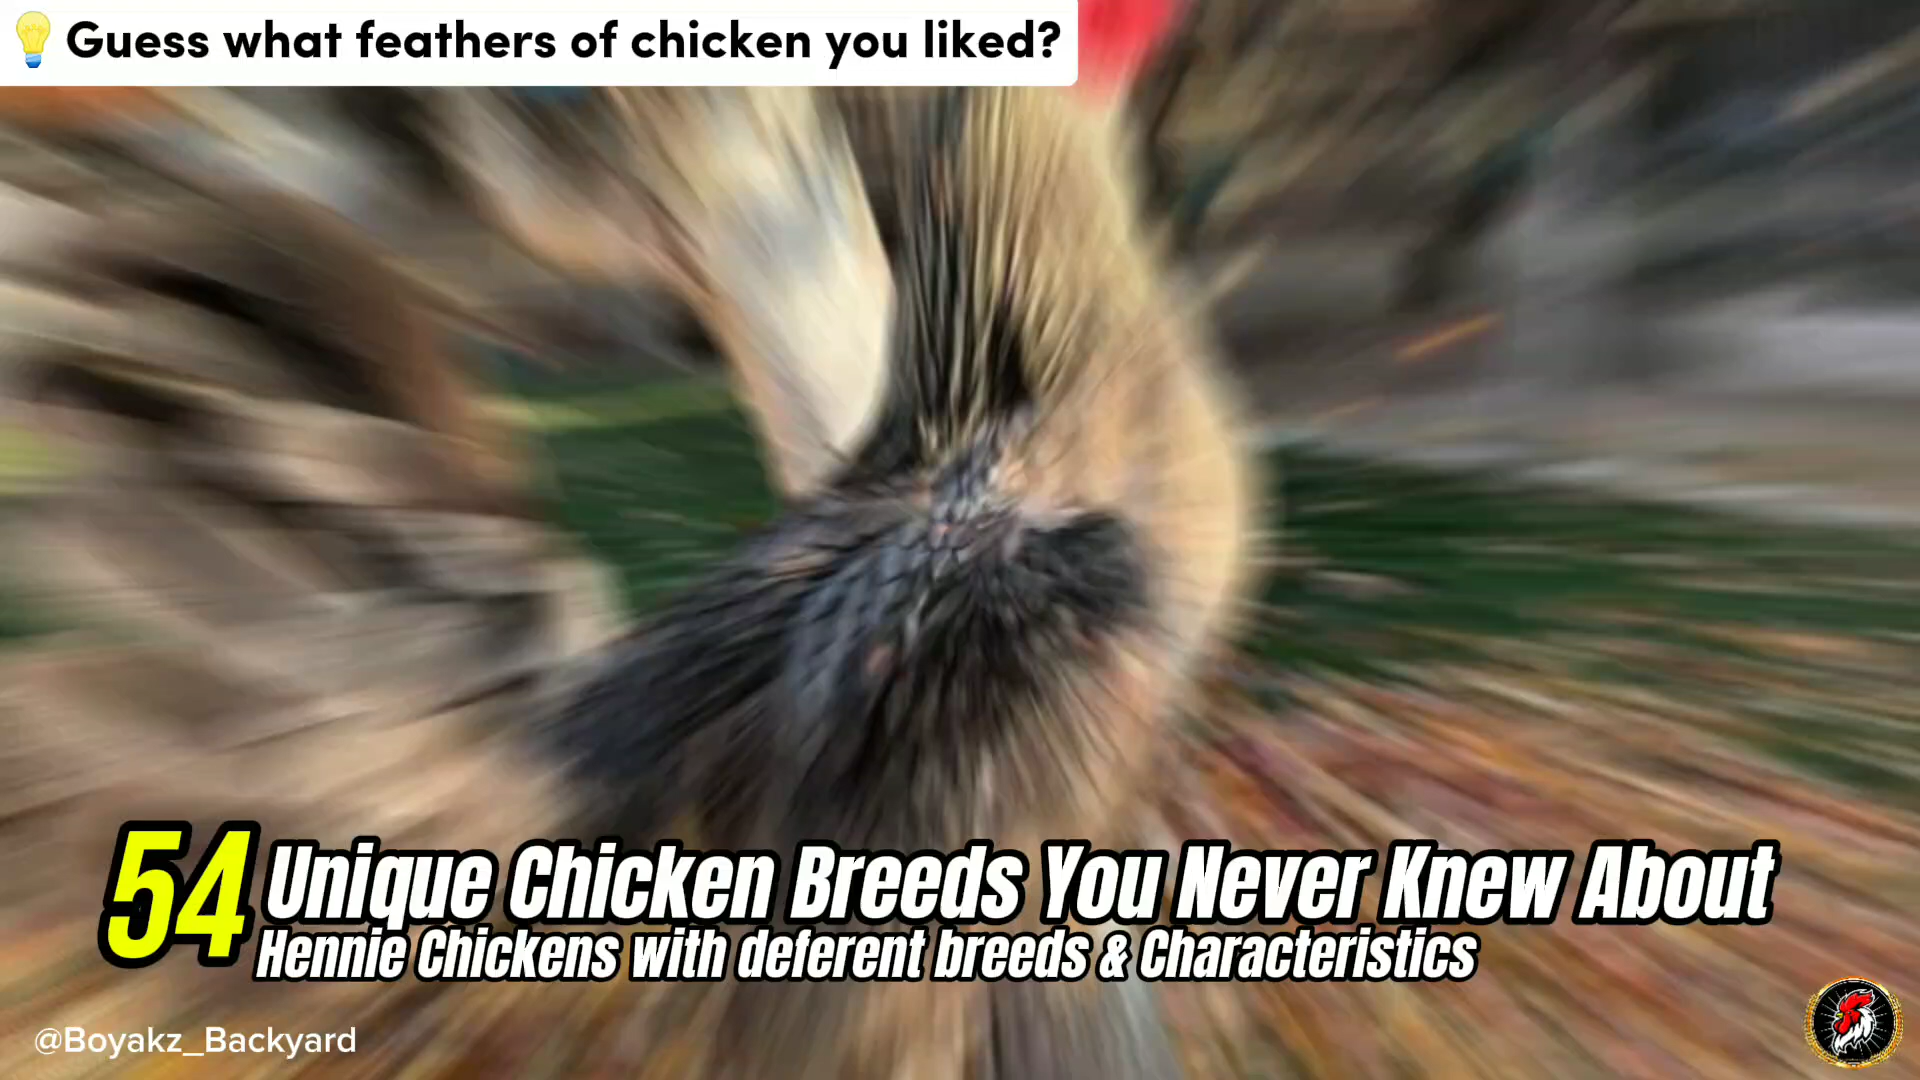 Guess what feathers of chicken you liked?
54 Unique Chicken Breeds You Never Knew About
Hennie Chickens with deferent breeds & Characteristics
@Boyakz_Backyard